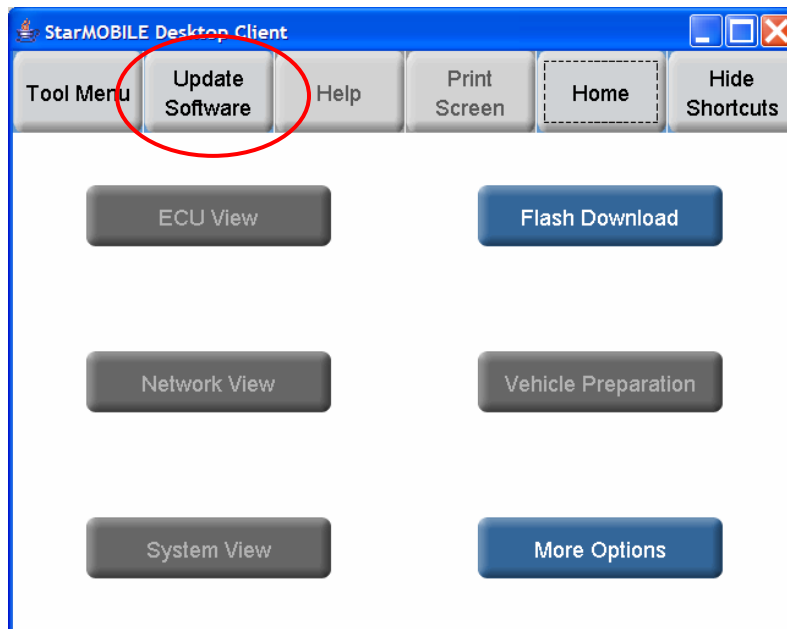 StarMOBILE Desktop Client
Tool Menu
Update
Software
Help
Print
Screen
Home
Hide
Shortcuts
ECU View
Flash Download
Network View
Vehicle Preparation
System View
More Options